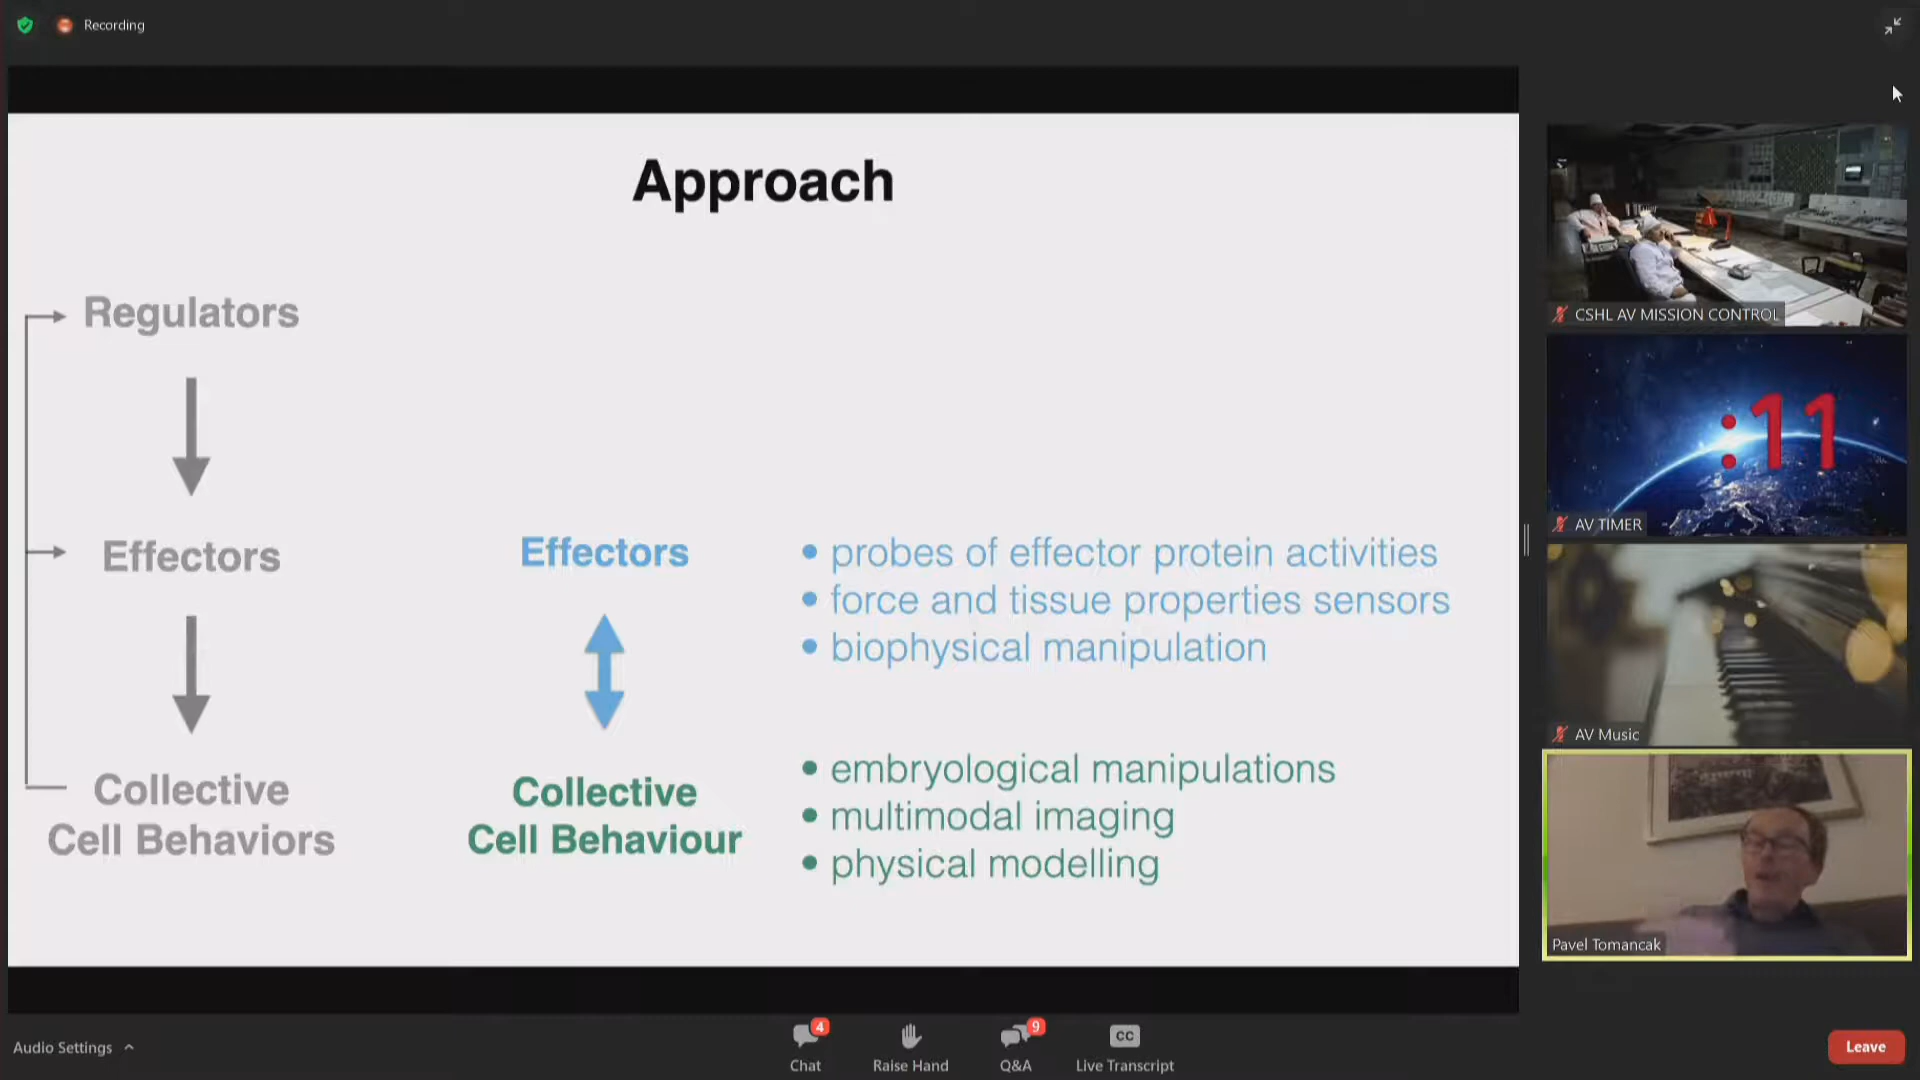 Recording
Approach
Regulators
Effectors
Collective
Cell Behaviors
Effectors
Collective
Cell Behaviour
• probes of effector protein activities
• force and tissue properties sensors
• biophysical manipulation
• embryological manipulations
• multimodal imaging
• physical modelling
CSHL AV MISSION CONTROL
:11
AV TIMER
AV Music
Pavel Tomancak
Audio Settings
4
Chat
Raise Hand
9
Q&A
CC
Live Transcript
Leave